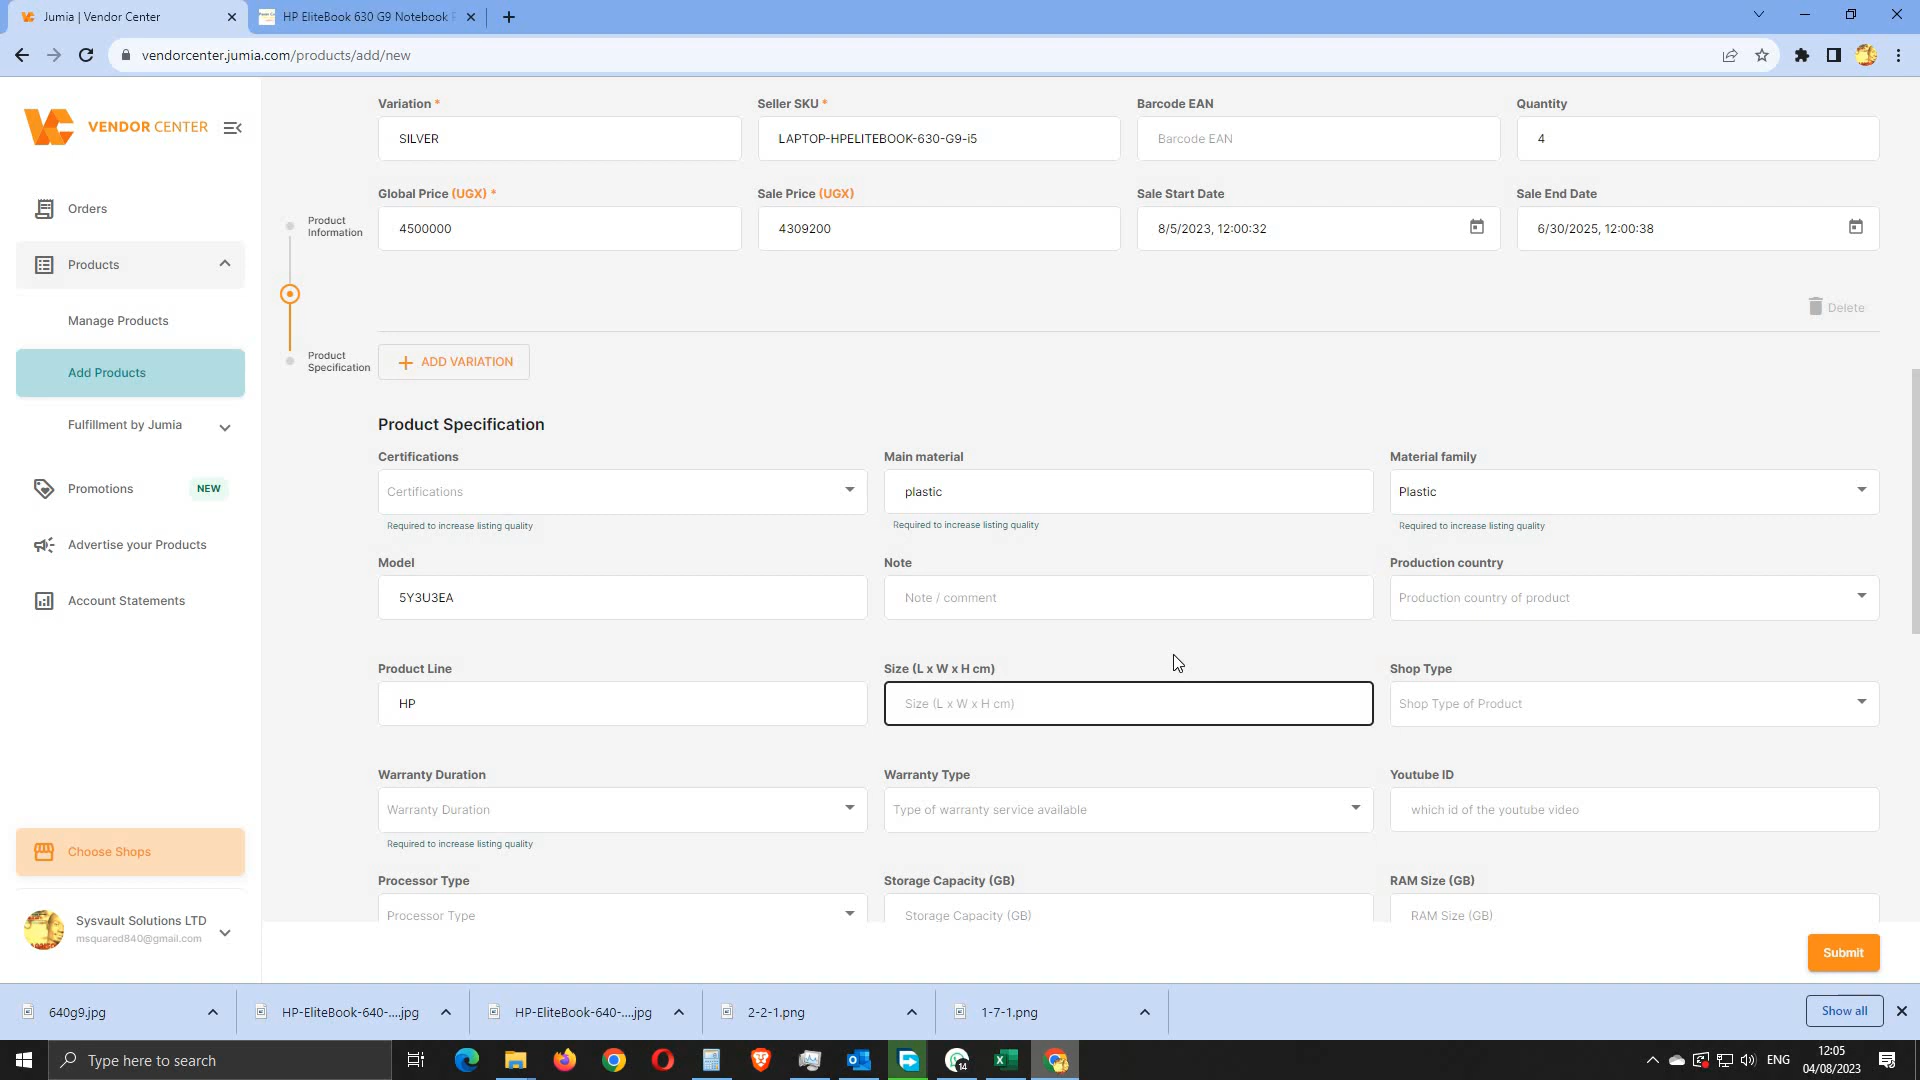 Jumia | Vendor Center
HP EliteBook 630 G9 Notebook
vendorcenter.jumia.com/products/add/new
VENDOR CENTER
Orders
Products
Manage Products
Add Products
Fulfillment by Jumia
Promotions
NEW
Advertise your Products
Account Statements
Choose Shops
Sysvault Solutions LTD
msquared840@gmail.com
Product
Information
Product
Specification
Variation *
Seller SKU *
Barcode EAN
Quantity
SILVER
LAPTOP-HPELITEBOOK-630-G9-i5
Barcode EAN
4
Global Price (UGX) *
Sale Price (UGX)
Sale Start Date
Sale End Date
4500000
4309200
8/5/2023, 12:00:32
6/30/2025, 12:00:38
Delete
ADD VARIATION
Product Specification
Certifications
Main material
Material family
Certifications
plastic
Plastic
Required to increase listing quality
Required to increase listing quality
Required to increase listing quality
Model
Note
Production country
5Y3U3EA
Note / comment
Production country of product
Product Line
Size (L x W x H cm)
Shop Type
HP
Size (L x W x H cm)
Shop Type of Product
Warranty Duration
Warranty Type
Youtube ID
Warranty Duration
Type of warranty service available
which id of the youtube video
Required to increase listing quality
Processor Type
Storage Capacity (GB)
RAM Size (GB)
Processor Type
Storage Capacity (GB)
RAM Size (GB)
Submit
640g9.jpg
HP-EliteBook-640-....jpg
HP-EliteBook-640-....jpg
2-2-1.png
1-7-1.png
Show all
Type here to search
14
ENG
12:05
04/08/2023